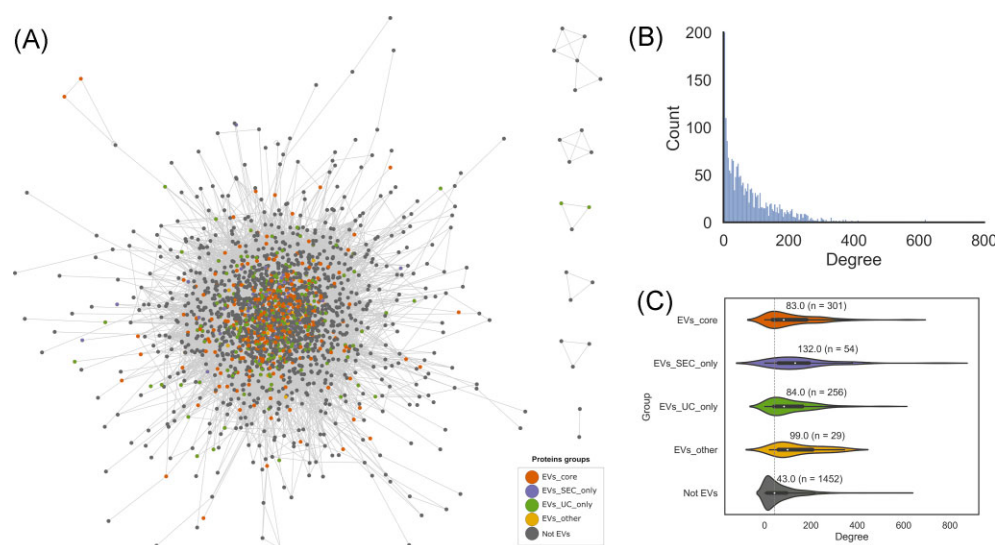 (A)
Proteins groups
EVs_core
EVs_SEC_only
EVs_UC_only
EVs_other
Not EVs
(B)
200
150
100
50
0
Count
0 200 400 600 800
Degree
(C)
83.0 (n = 301)
EVs_core
132.0 (n = 54)
EVs_SEC_only
84.0 (n = 256)
EVs_UC_only
99.0 (n = 29)
EVs_other
43.0 (n = 1452)
Not EVs
Group
0 200 400 600 800
Degree